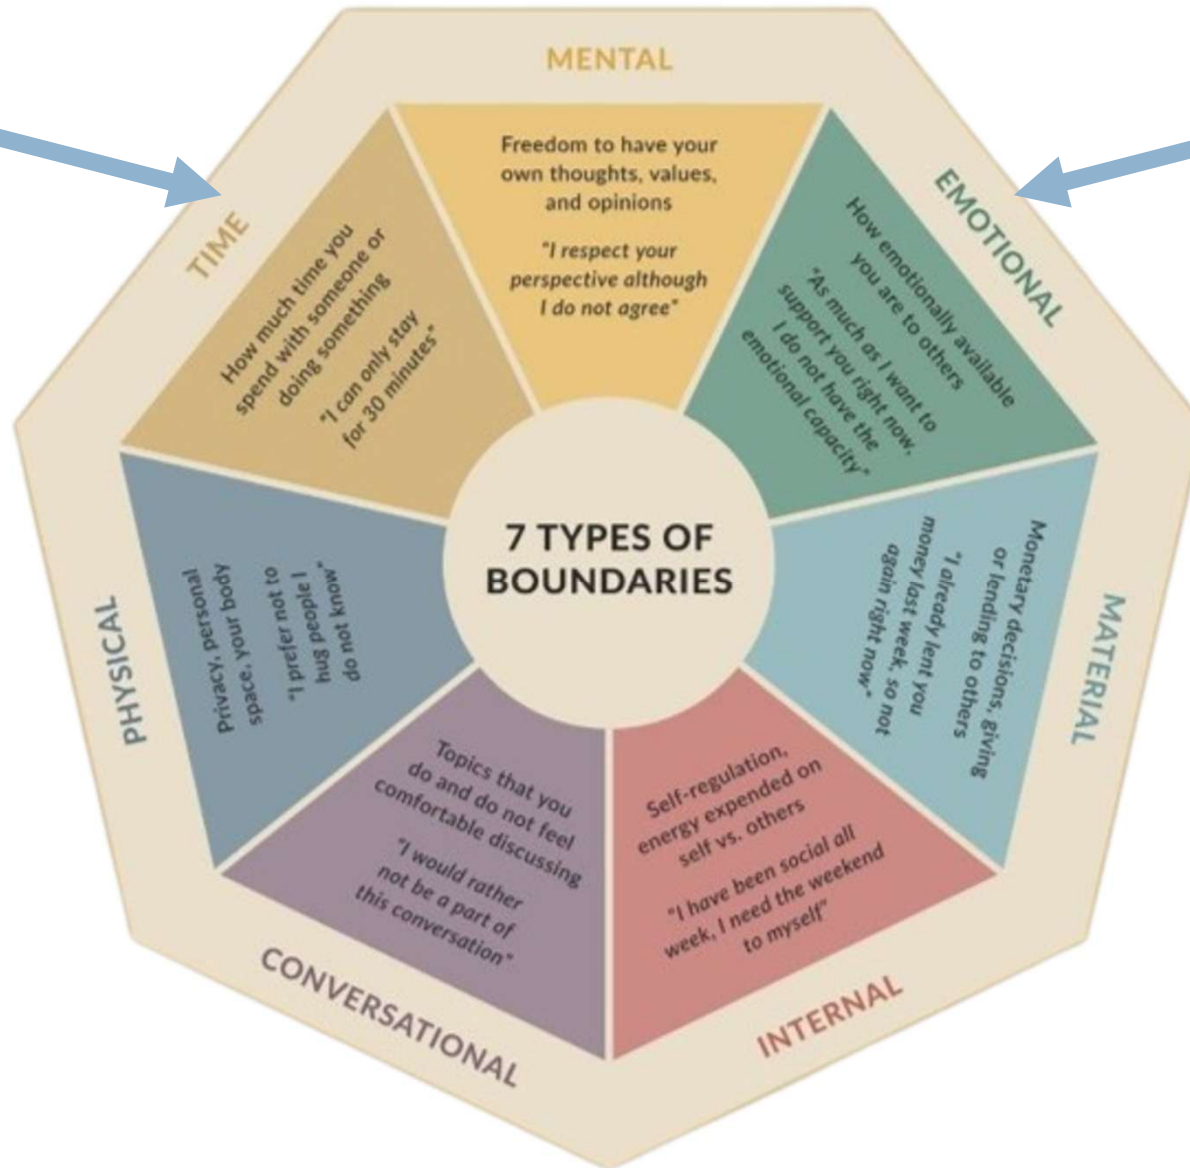 MENTAL
Freedom to have your
own thoughts, values,
and opinions
"I respect your
perspective although
I do not agree"
EMOTIONAL
How emotionally available
you are to others
"As much as I want to
support you right now,
I do not have the
emotional capacity"
MATERIAL
Monetary decisions, giving
or lending to others
"I already lent you
money last week, so not
again right now"
INTERNAL
Self-regulation,
energy expended on
self vs. others
"I have been social all
week, I need the weekend
to myself"
CONVERSATIONAL
Topics that you
do and do not feel
comfortable discussing
"I would rather
not be a part of
this conversation"
PHYSICAL
Privacy, personal
space, your body
"I prefer not to
hug people I
do not know"
TIME
How much time you
spend with someone or
doing something
"I can only stay
for 30 minutes"
7 TYPES OF
BOUNDARIES